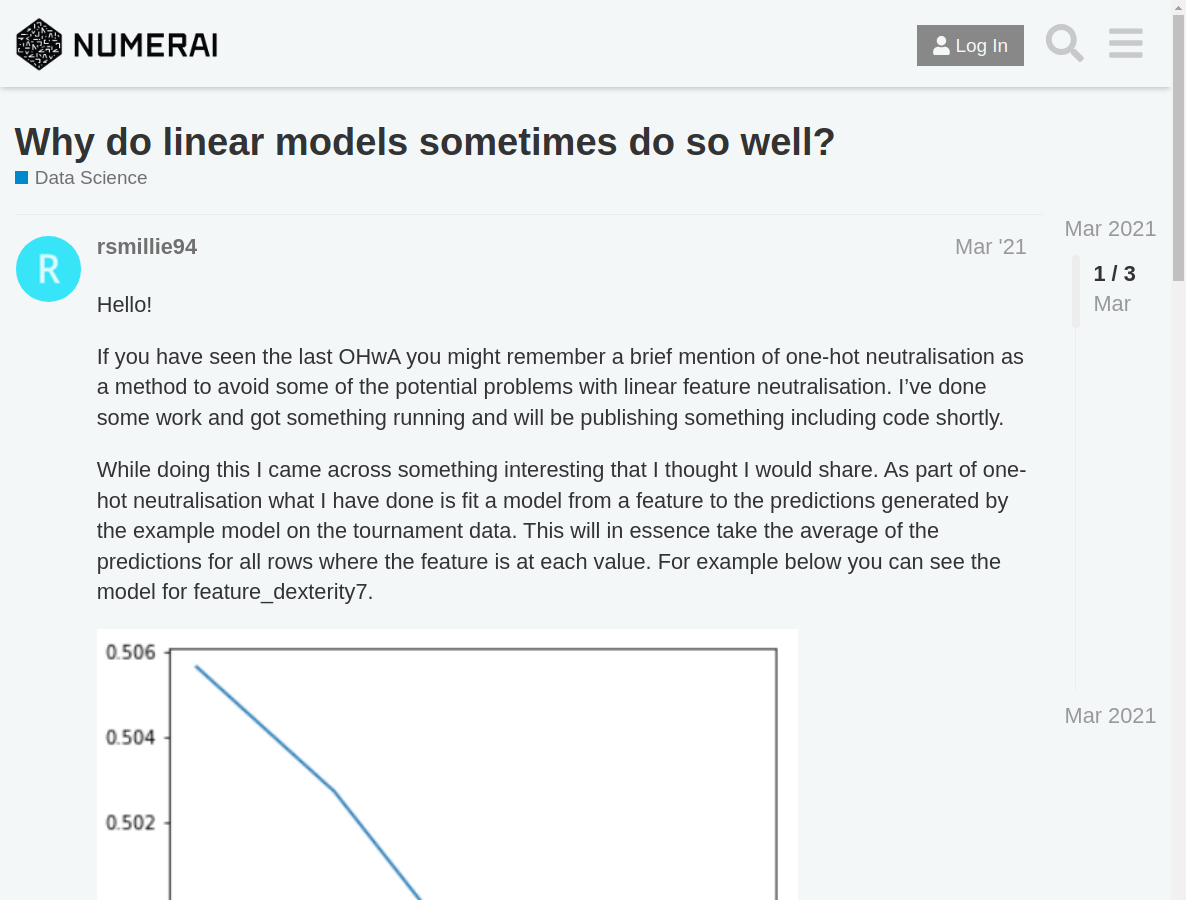 NUMERAI
Log In
Why do linear models sometimes do so well?
Data Science
R
rsmillie94
Mar '21
Hello!
If you have seen the last OHwA you might remember a brief mention of one-hot neutralisation as
a method to avoid some of the potential problems with linear feature neutralisation. I’ve done
some work and got something running and will be publishing something including code shortly.
While doing this I came across something interesting that I thought I would share. As part of one-
hot neutralisation what I have done is fit a model from a feature to the predictions generated by
the example model on the tournament data. This will in essence take the average of the
predictions for all rows where the feature is at each value. For example below you can see the
model for feature_dexterity7.
0.506
0.504
0.502
Mar 2021
1 / 3
Mar
Mar 2021